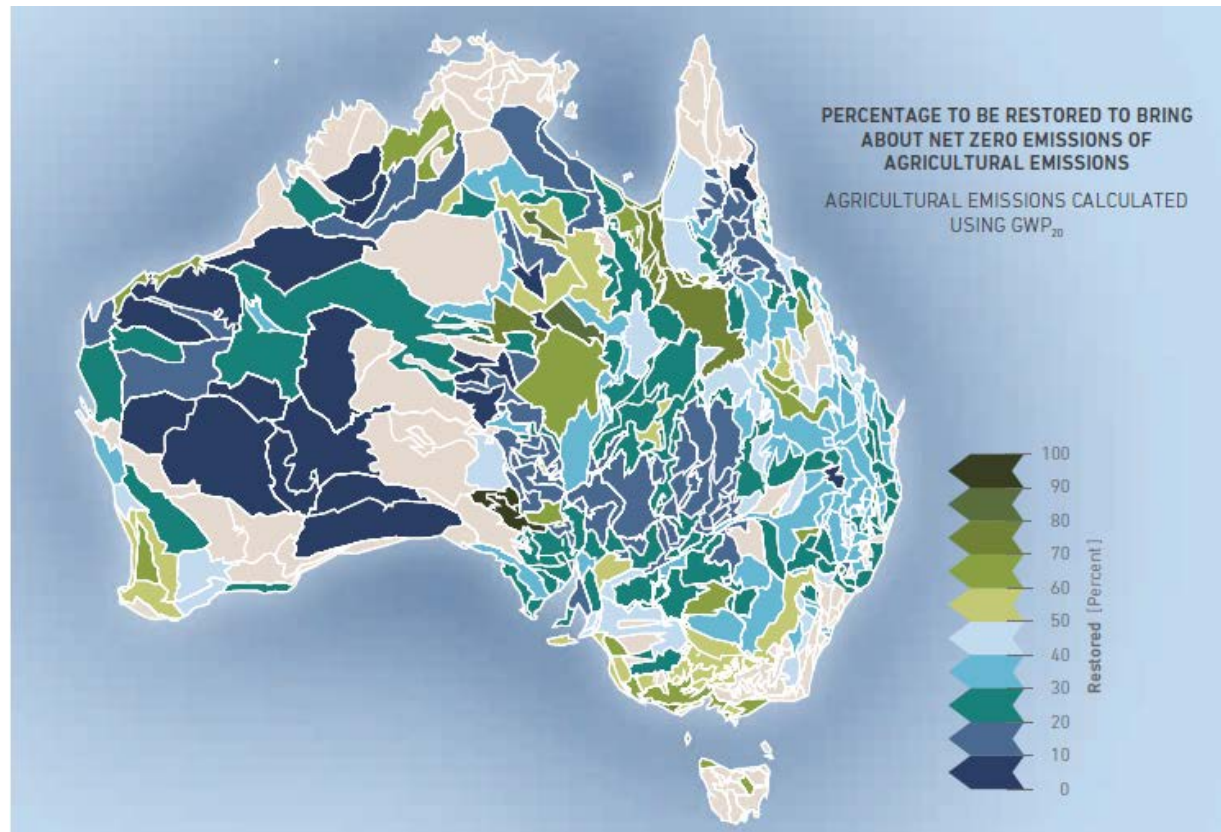 PERCENTAGE TO BE RESTORED TO BRING
ABOUT NET ZERO EMISSIONS OF
AGRICULTURAL EMISSIONS
AGRICULTURAL EMISSIONS CALCULATED
USING GWP20
100
90
80
70
60
50
40
30
20
10
0
Restored [Percent]